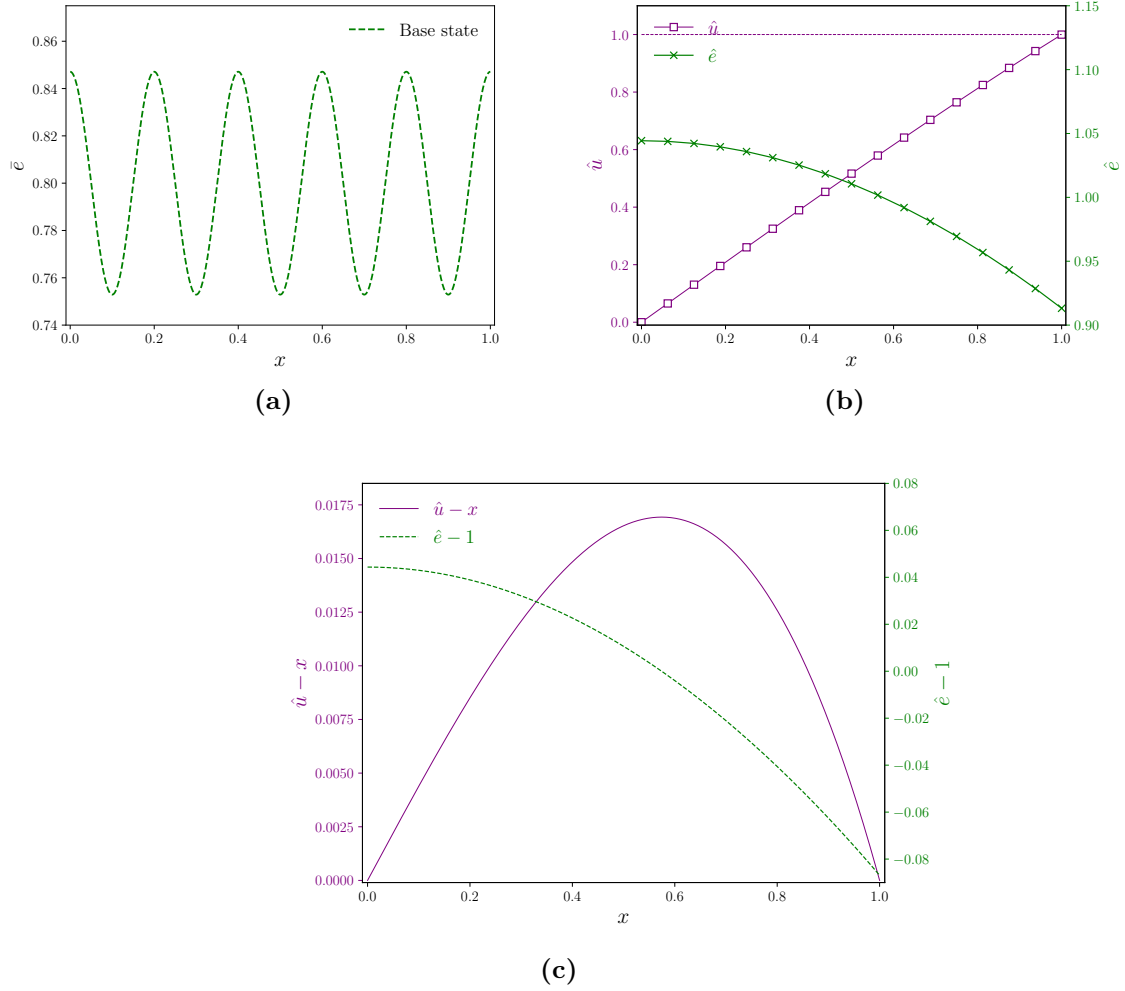 0.86
0.84
0.82
0.80
0.78
0.76
0.74
ē
Base state
0.0 0.2 0.4 0.6 0.8 1.0
x
(a)
1.0
0.8
0.6
0.4
0.2
0.0
û
û
ê
1.15
1.10
1.05
1.00
0.95
0.90
ê
0.0 0.2 0.4 0.6 0.8 1.0
x
(b)
0.0175
0.0150
0.0125
0.0100
0.0075
0.0050
0.0025
0.0000
û − x
û − x
ê − 1
0.08
0.06
0.04
0.02
0.00
−0.02
−0.04
−0.06
−0.08
ê − 1
0.0 0.2 0.4 0.6 0.8 1.0
x
(c)